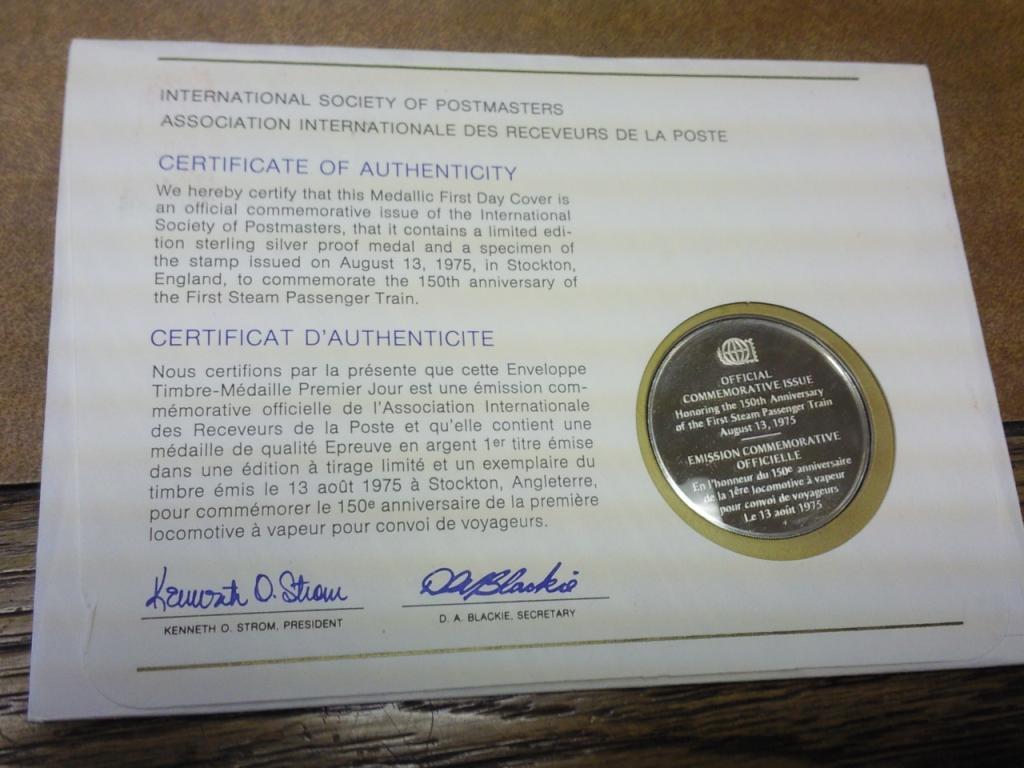 INTERNATIONAL SOCIETY OF POSTMASTERS
ASSOCIATION INTERNATIONALE DES RECEVEURS DE LA POSTE
CERTIFICATE OF AUTHENTICITY
We hereby certify that this Medallic First Day Cover is
an official commemorative issue of the International
Society of Postmasters, that it contains a limited edi-
tion sterling silver proof medal and a specimen of
the stamp issued on August 13, 1975, in Stockton,
England, to commemorate the 150th anniversary of
the First Steam Passenger Train.
CERTIFICAT D'AUTHENTICITE
Nous certifions par la présente que cette Enveloppe
Timbre-Médaille Premier Jour est une émission com-
mémorative officielle de l'Association Internationale
des Receveurs de la Poste et qu'elle contient une
médaille de qualité Epreuve en argent 1er titre émise
dans une édition à tirage limité et un exemplaire du
timbre émis le 13 août 1975 à Stockton, Angleterre,
pour commémorer le 150e anniversaire de la première
locomotive à vapeur pour convoi de voyageurs.
Kenneth O. Strom
KENNETH O. STROM, PRESIDENT
D A Blackie
D. A. BLACKIE, SECRETARY
OFFICIAL
COMMEMORATIVE ISSUE
Honoring the 150th Anniversary
of the First Steam Passenger Train
August 13, 1975
EMISSION COMMEMORATIVE
OFFICIELLE
En l'honneur du 150e anniversaire
de la 1ère locomotive à vapeur
pour convoi de voyageurs
Le 13 août 1975